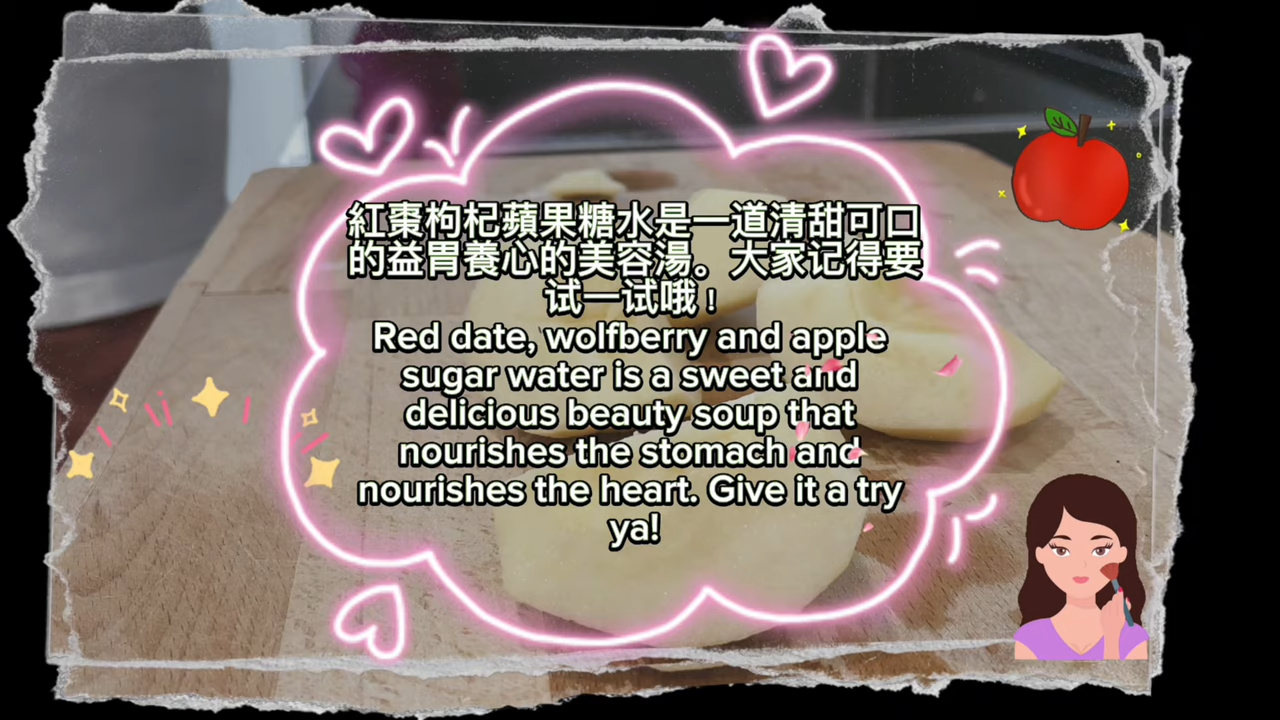 紅棗枸杞蘋果糖水是一道清甜可口
的益胃養心的美容湯。大家记得要
试一试哦！
Red date, wolfberry and apple
sugar water is a sweet and
delicious beauty soup that
nourishes the stomach and
nourishes the heart. Give it a try
ya!